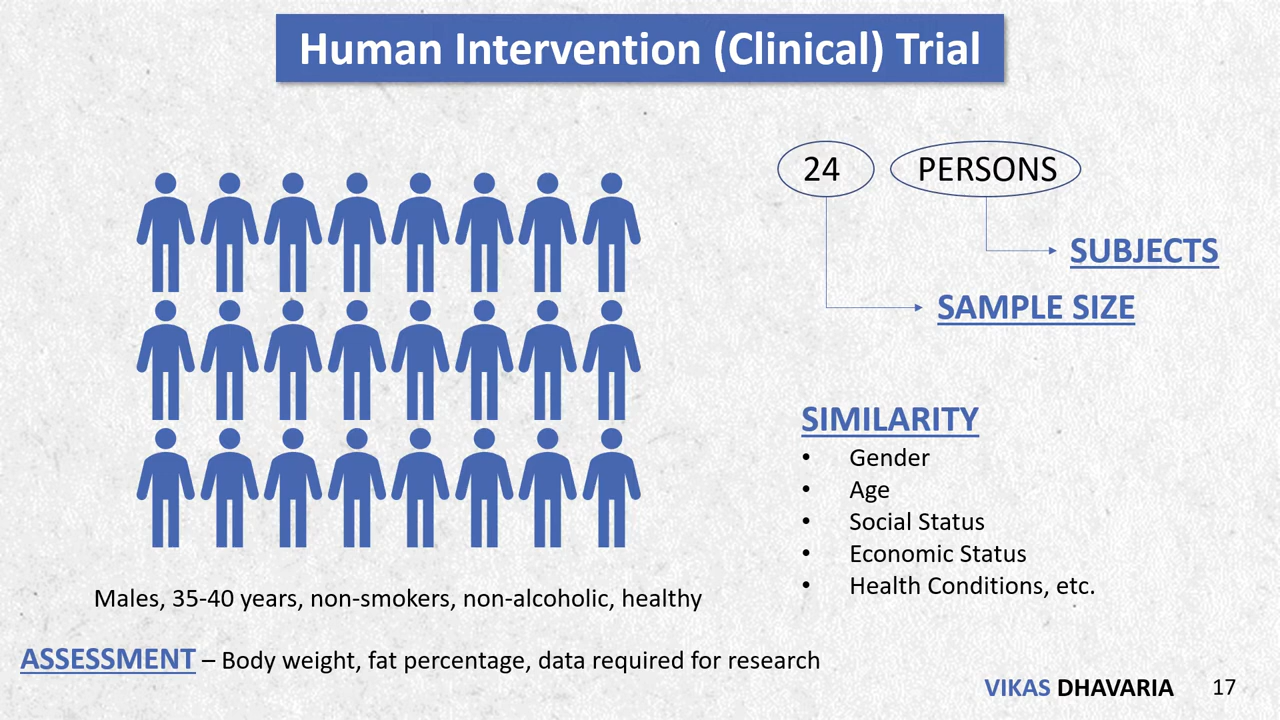 Human Intervention (Clinical) Trial
24 PERSONS
SUBJECTS
SAMPLE SIZE
SIMILARITY
• Gender
• Age
• Social Status
• Economic Status
• Health Conditions, etc.
Males, 35-40 years, non-smokers, non-alcoholic, healthy
ASSESSMENT – Body weight, fat percentage, data required for research
VIKAS DHAVARIA 17